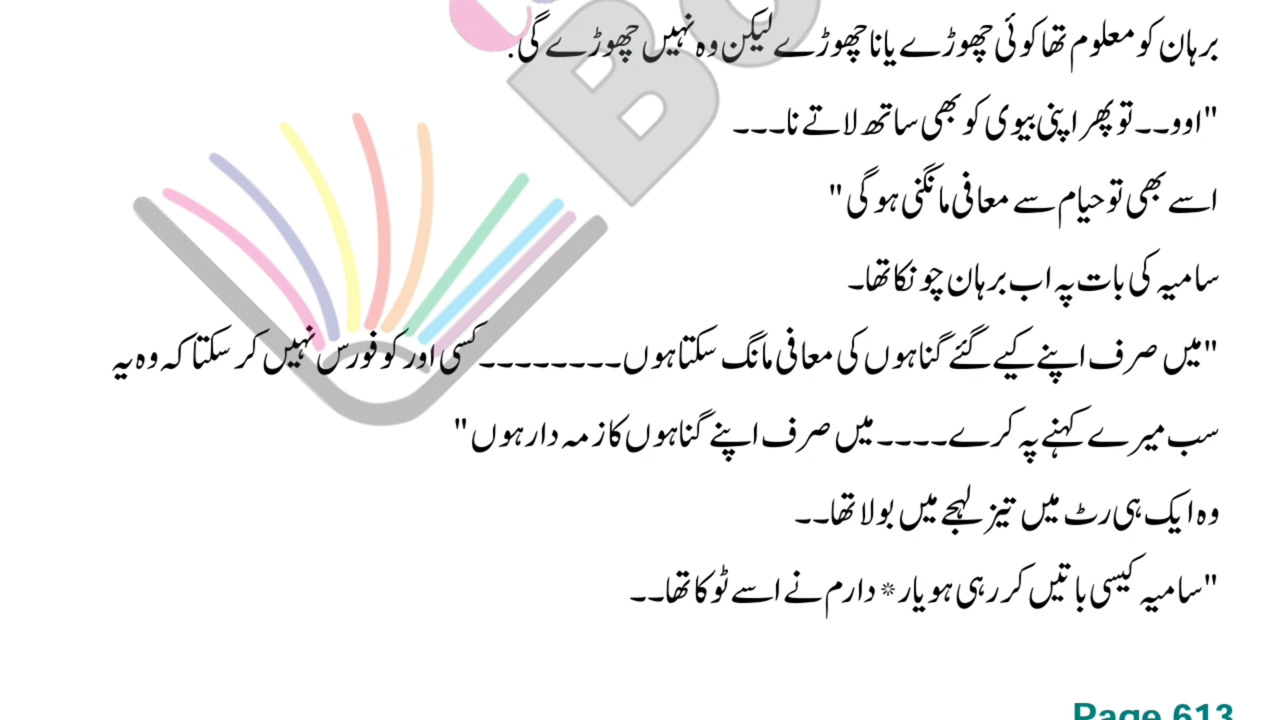 برہان کو معلوم تھا کوئی چھوڑے یا نا چھوڑے لیکن وہ نہیں چھوڑے گی.
"اوو۔۔تو پھر اپنی بیوی کو بھی ساتھ لاتے نا۔۔۔
اسے بھی تو حیام سے معافی مانگنی ہو گی"
سامیہ کی بات پہ اب برہان چونکا تھا۔
"میں صرف اپنے کیے گئے گناہوں کی معافی مانگ سکتا ہوں۔۔۔۔۔۔۔۔کسی اور کو فورس نہیں کر سکتا کہ وہ یہ
سب میرے کہنے پہ کرے۔۔۔۔میں صرف اپنے گناہوں کا زمہ دار ہوں"
وہ ایک ہی رٹ میں تیز لہجے میں بولا تھا۔۔
"سامیہ کیسی باتیں کر رہی ہو یار* دارم نے اسے ٹوکا تھا۔۔
Page 613